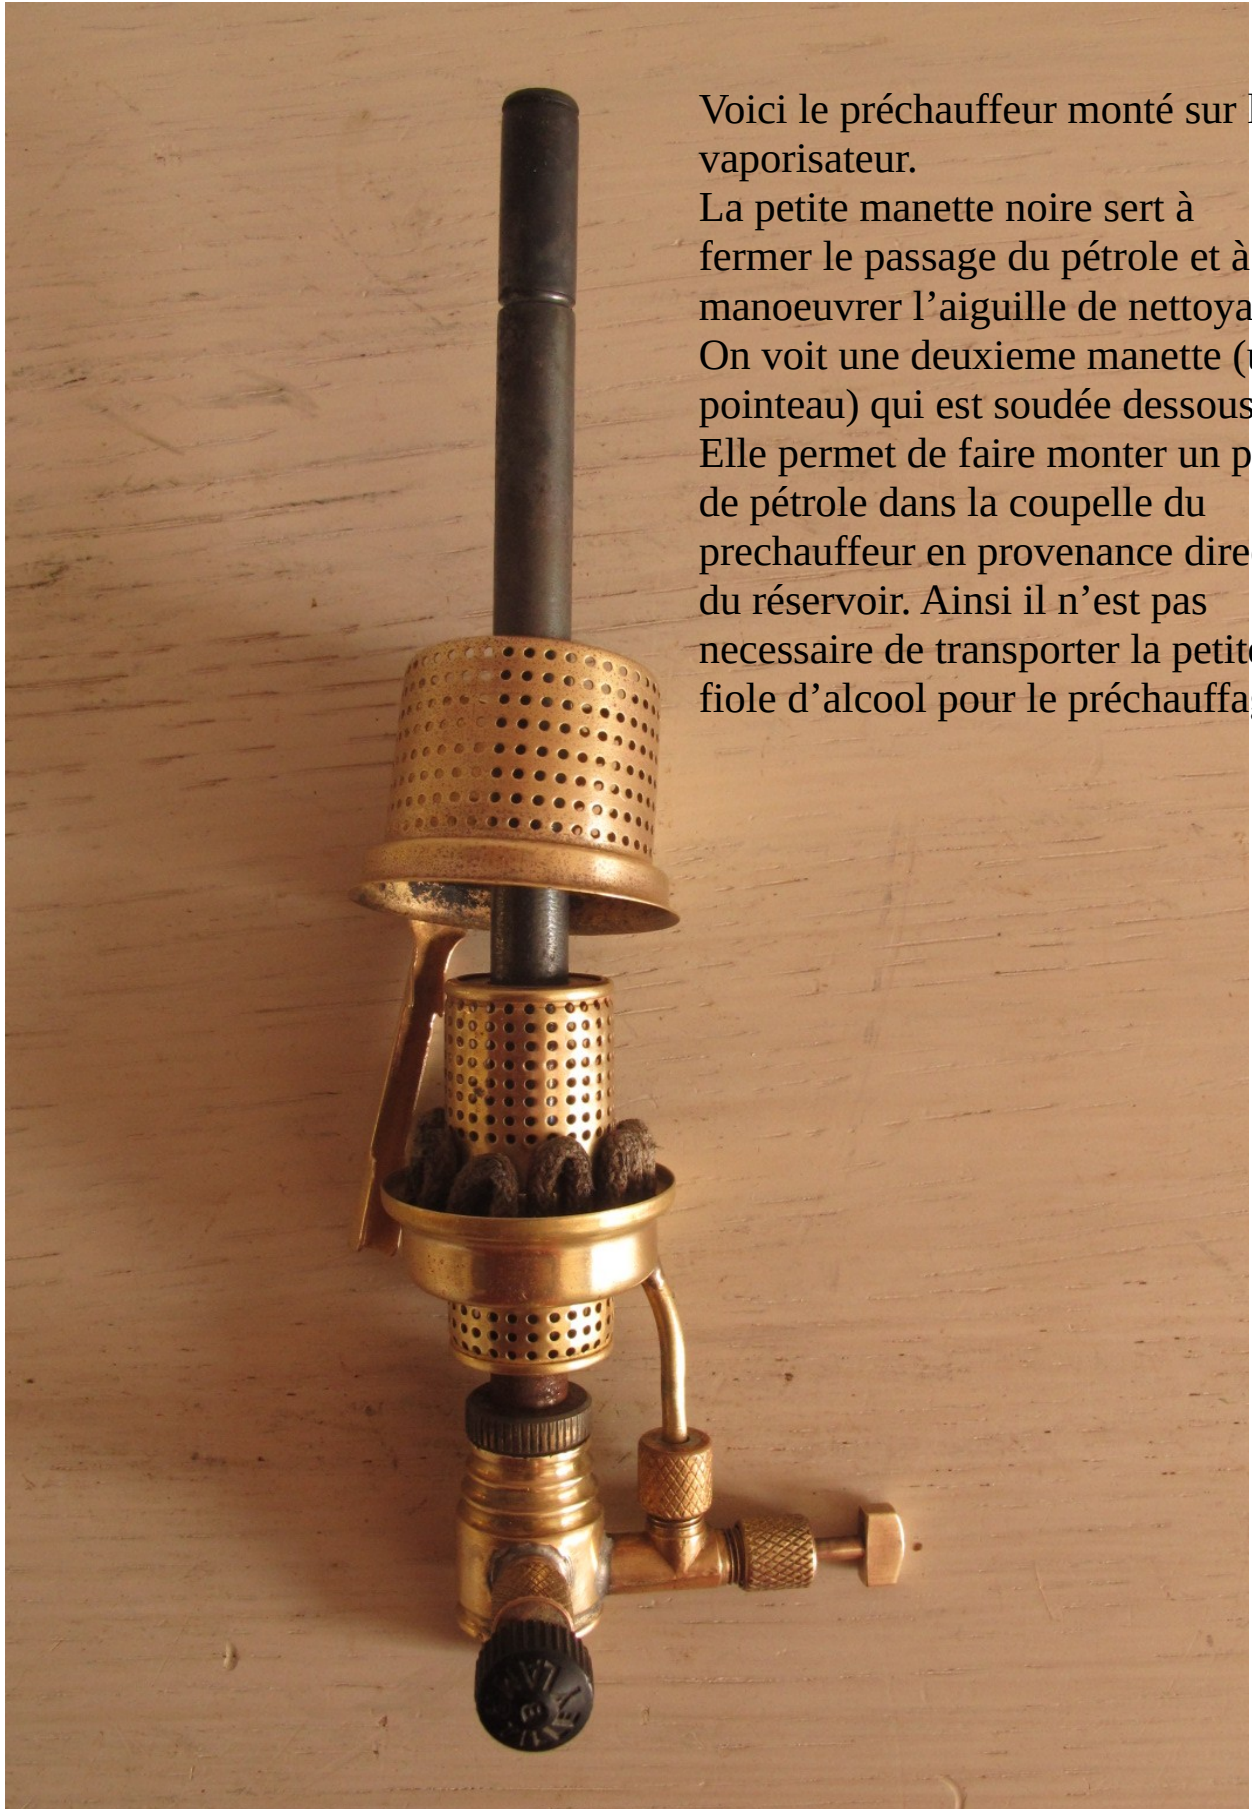 Voici le préchauffeur monté sur
vaporisateur.
La petite manette noire sert à
fermer le passage du pétrole et à
manoeuvrer l’aiguille de
On voit une deuxieme manette
pointeau) qui est soudée dessous
Elle permet de faire monter un
de pétrole dans la coupelle du
prechauffeur en provenance
du réservoir. Ainsi il n’est pas
necessaire de transporter la petite
fiole d’alcool pour le